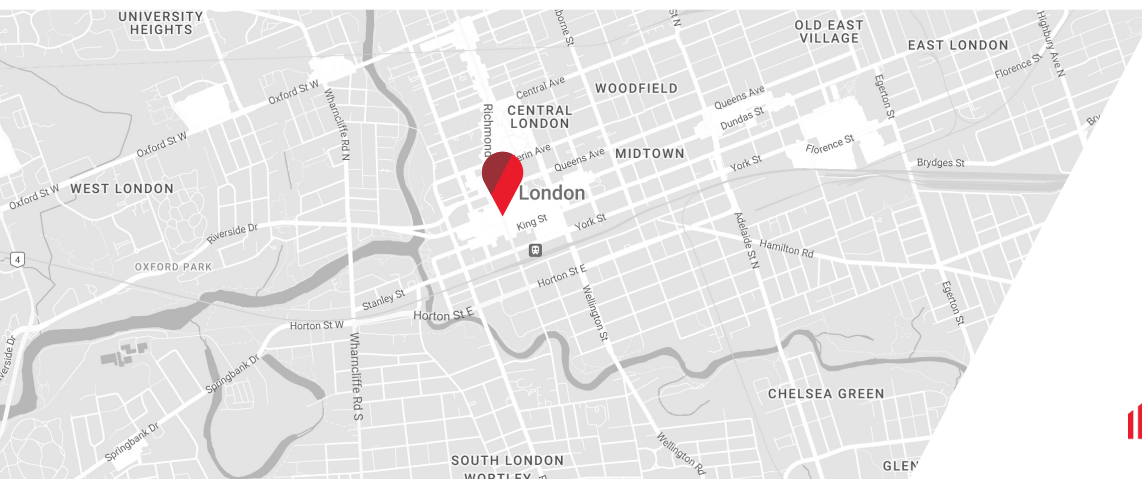 UNIVERSITY
HEIGHTS
OLD EAST
VILLAGE
EAST LONDON
Highbury Ave N
Florence St
Central Ave
WOODFIELD
Oxford St W
Wharncliffe Rd N
Richmond
CENTRAL
LONDON
Queens Ave
Dundas St
Egerton St
Oxford St W
Queens Ave
MIDTOWN
York St
Florence St
Brydges St
WEST LONDON
Oxford St W
London
King St
York St
Riverside Dr
Adelaide St N
Hamilton Rd
4
OXFORD PARK
Horton St E
Stanley St
Wellington St
Egerton St
Horton St W
Horton St E
Wharncliffe Rd S
Springbank Dr
CHELSEA GREEN
Springbank Dr
Wellington Rd
SOUTH LONDON
WORTLEY
GLEN